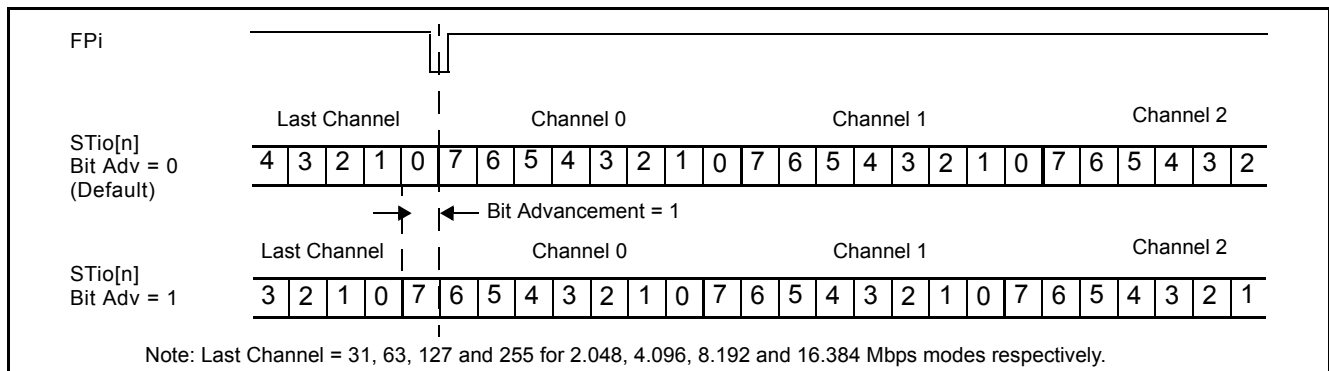 FPi
Last Channel Channel 0 Channel 1 Channel 2
STio[n]
Bit Adv = 0
(Default)
4 3 2 1 0 7 6 5 4 3 2 1 0 7 6 5 4 3 2 1 0 7 6 5 4 3 2
Bit Advancement = 1
Last Channel Channel 0 Channel 1 Channel 2
STio[n]
Bit Adv = 1
3 2 1 0 7 6 5 4 3 2 1 0 7 6 5 4 3 2 1 0 7 6 5 4 3 2 1
Note: Last Channel = 31, 63, 127 and 255 for 2.048, 4.096, 8.192 and 16.384 Mbps modes respectively.